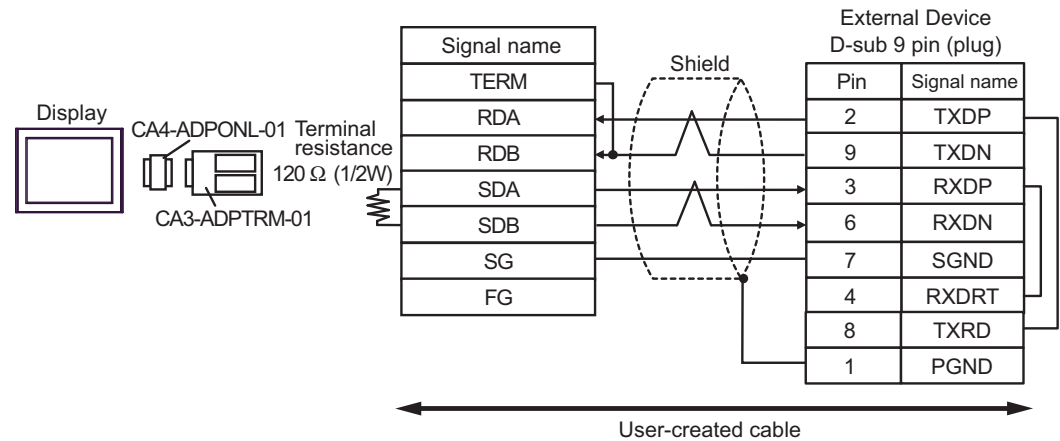 External Device
D-sub 9 pin (plug)
Signal name
Shield
Pin Signal name
TERM
Display
RDA
2 TXDP
CA4-ADPONL-01
Terminal
resistance
120 Ω (1/2W)
RDB
9 TXDN
SDA
3 RXDP
CA3-ADPTRM-01
SDB
6 RXDN
SG
7 SGND
FG
4 RXDRT
8 TXRD
1 PGND
User-created cable